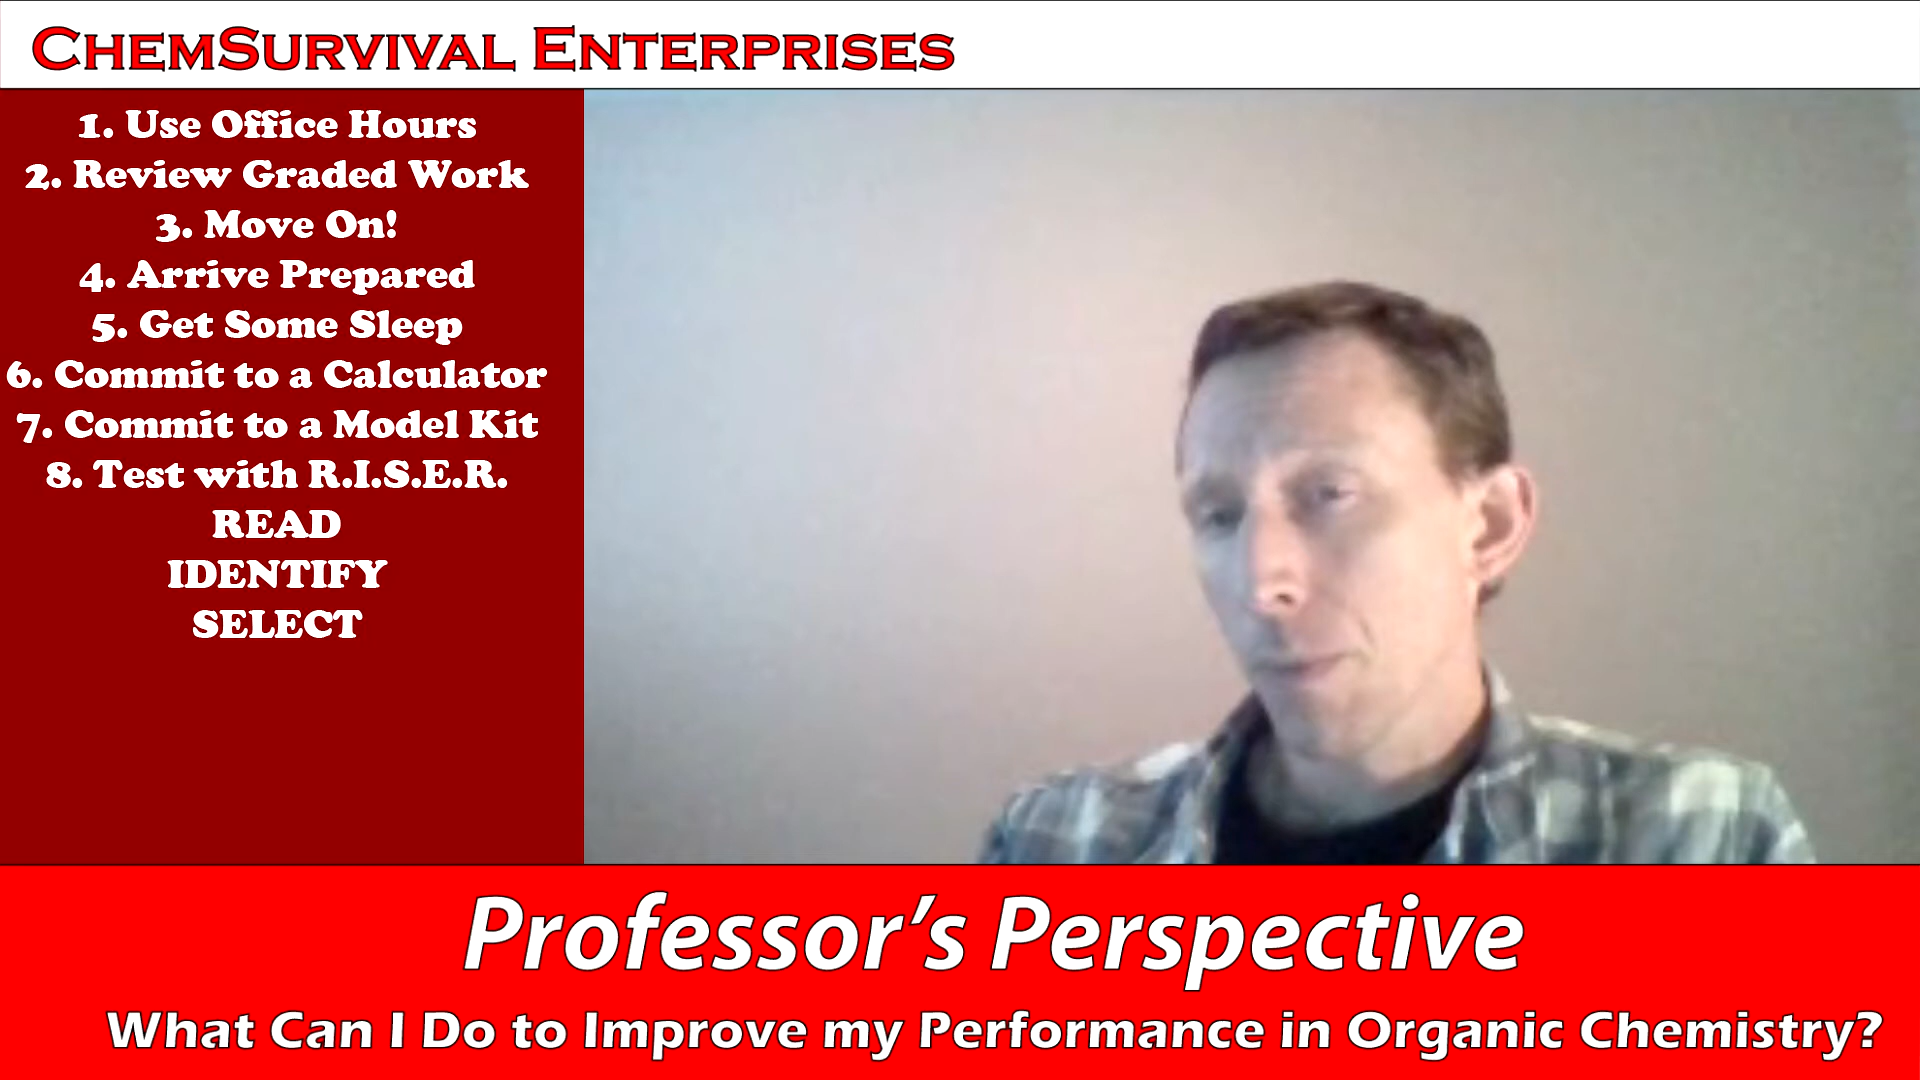 ChemSurvival Enterprises
1. Use Office Hours
2. Review Graded Work
3. Move On!
4. Arrive Prepared
5. Get Some Sleep
6. Commit to a Calculator
7. Commit to a Model Kit
8. Test with R.I.S.E.R.
READ
IDENTIFY
SELECT
Professor’s Perspective
What Can I Do to Improve my Performance in Organic Chemistry?